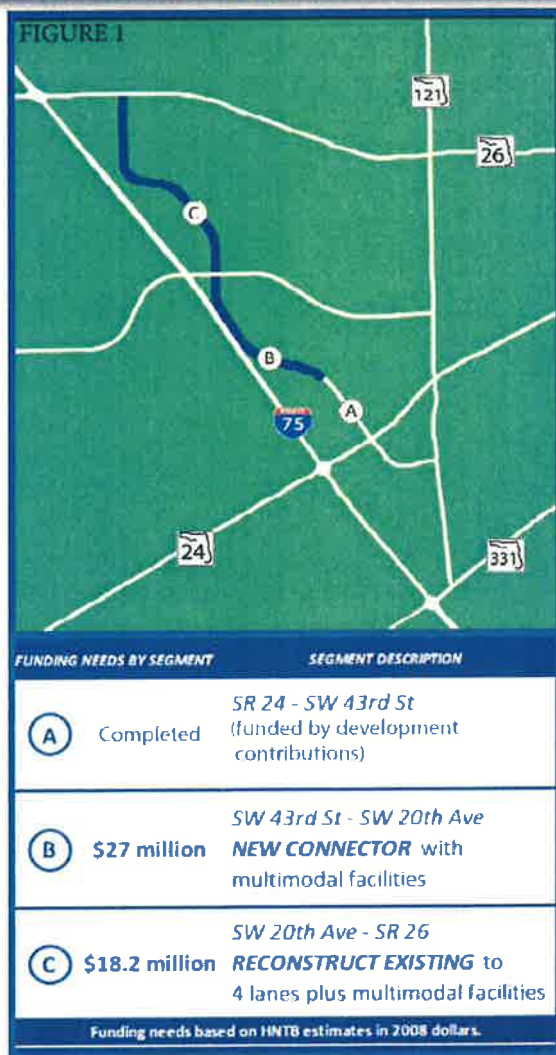 FIGURE 1
121
26
C
B
A
ROUTE
75
24
331
FUNDING NEEDS BY SEGMENT SEGMENT DESCRIPTION
A Completed SR 24 - SW 43rd St
(funded by development
contributions)
B $27 million SW 43rd St - SW 20th Ave
NEW CONNECTOR with
multimodal facilities
C $18.2 million SW 20th Ave - SR 26
RECONSTRUCT EXISTING to
4 lanes plus multimodal facilities
Funding needs based on HNTB estimates in 2008 dollars.